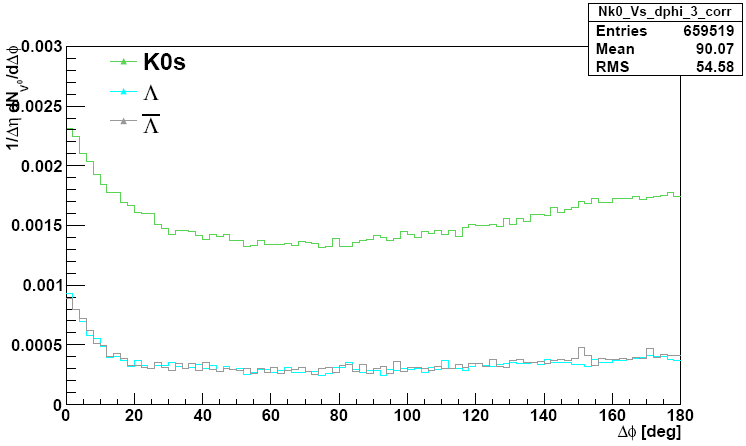 Nk0_Vs_dphi_3_corr
Entries 659519
Mean 90.07
RMS 54.58
1/Δη dN_V⁰/dΔϕ
0.003
0.0025
0.002
0.0015
0.001
0.0005
0
K0s
Λ
Λ̅
0 20 40 60 80 100 120 140 160 180
Δϕ [deg]